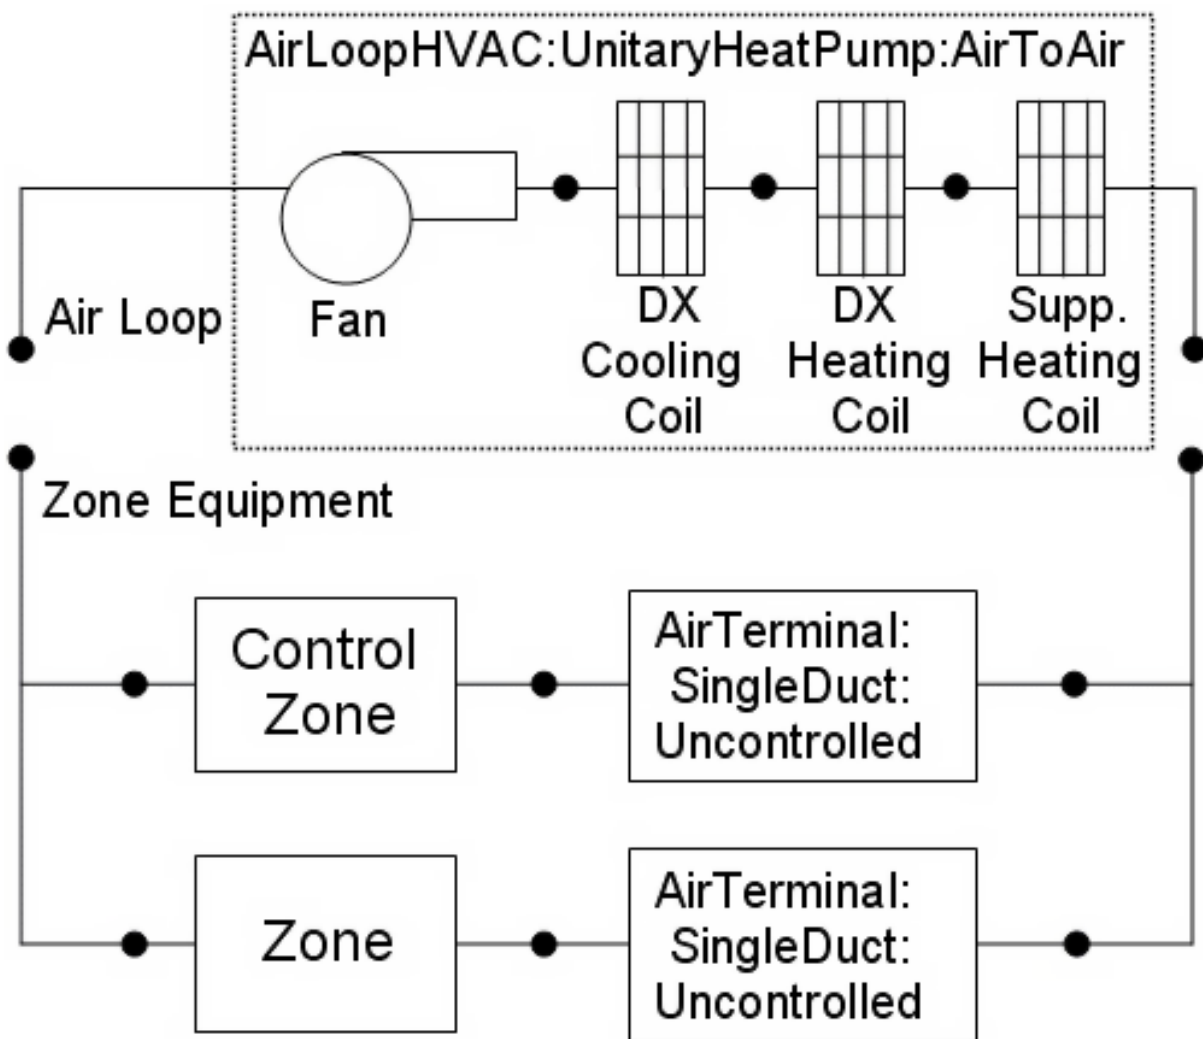 AirLoopHVAC:UnitaryHeatPump:AirToAir
Air Loop
Fan
DX
Cooling
Coil
DX
Heating
Coil
Supp.
Heating
Coil
Zone Equipment
Control
Zone
AirTerminal:
SingleDuct:
Uncontrolled
Zone
AirTerminal:
SingleDuct:
Uncontrolled